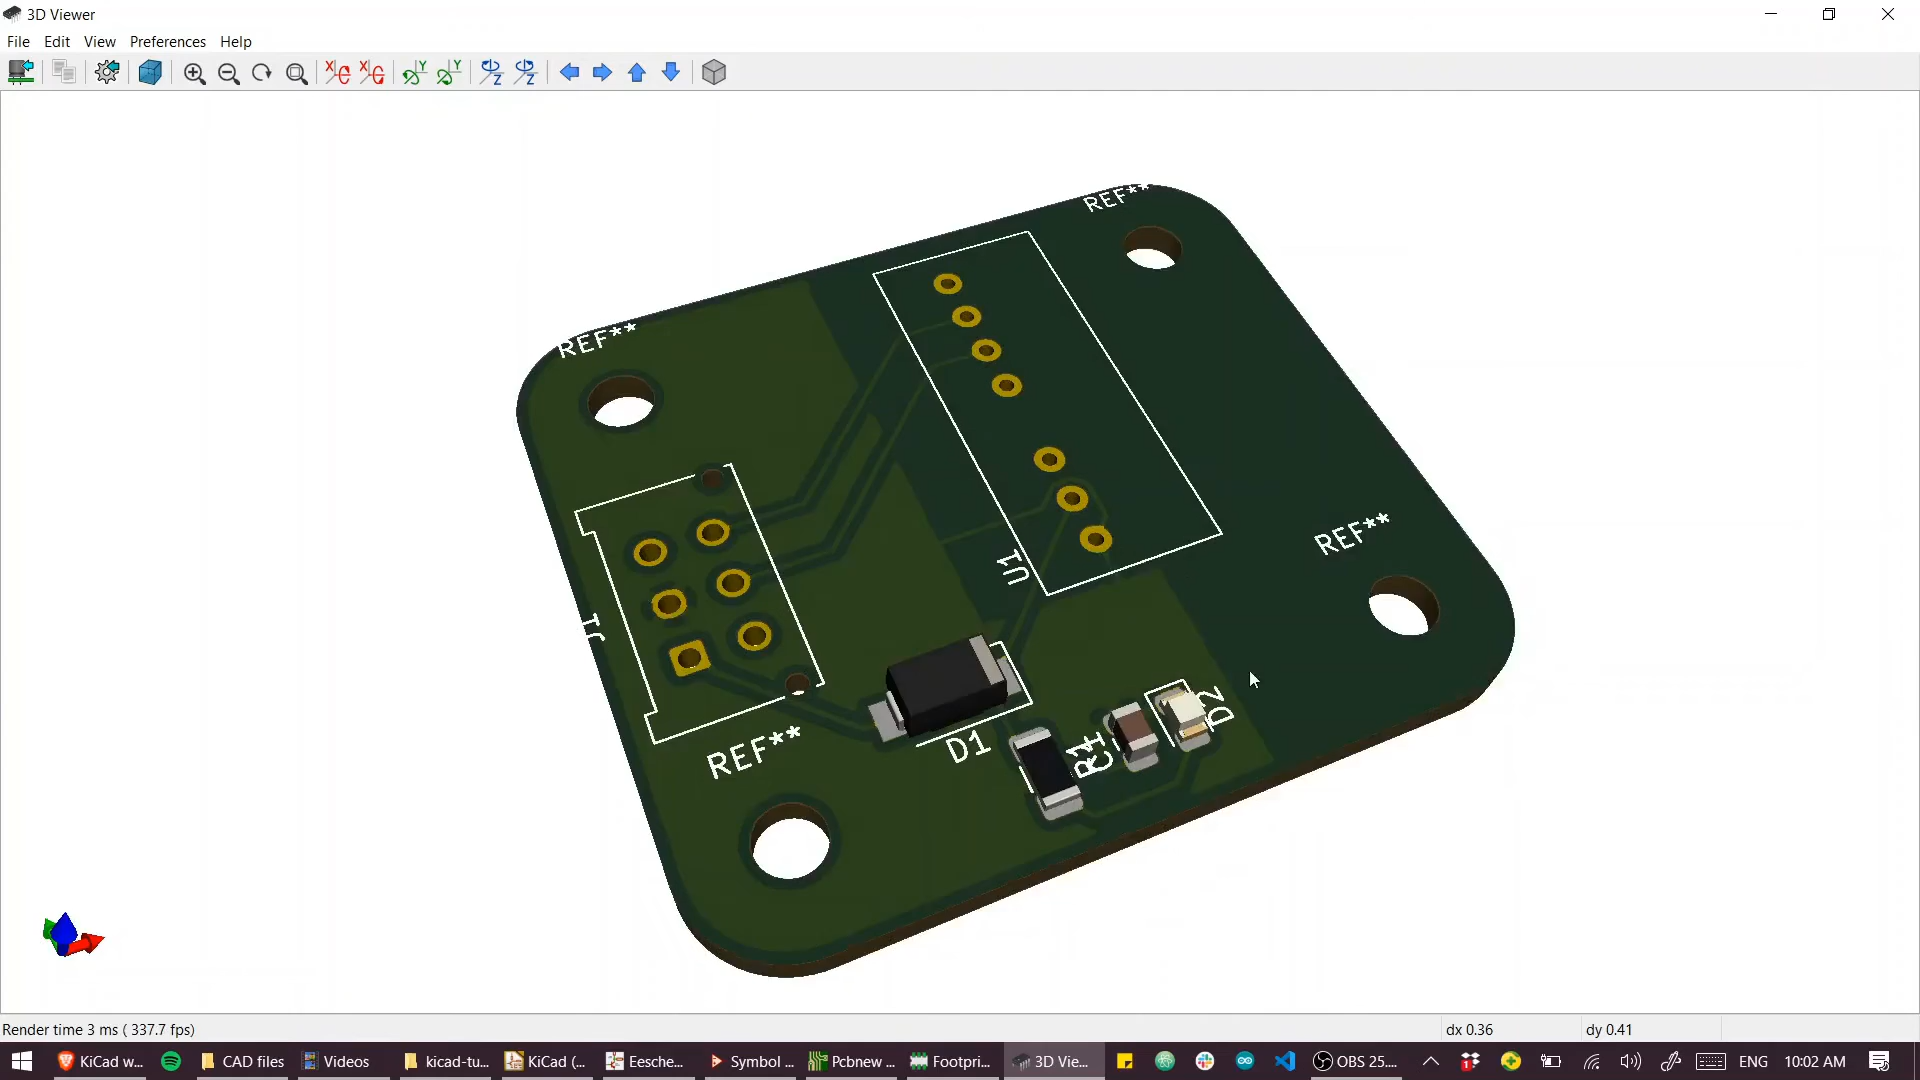 3D Viewer
File Edit View Preferences Help
REF**
REF**
REF**
U1
J1
D2
REF**
D1
R1
C1
Render time 3 ms ( 337.7 fps)
dx 0.36
dy 0.41
KiCad w...
CAD files
Videos
kicad-tu...
KiCad (...
Eesche...
Symbol ...
Pcbnew ...
Footpri...
3D Vie...
OBS 25....
ENG
10:02 AM